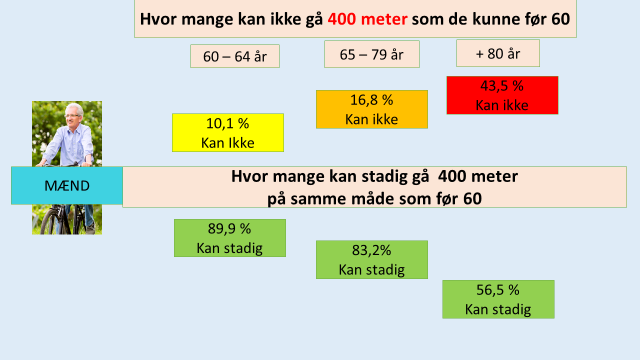 Hvor mange kan ikke gå 400 meter som de kunne før 60
60 – 64 år
65 – 79 år
+ 80 år
43,5 %
Kan ikke
16,8 %
Kan ikke
10,1 %
Kan Ikke
MÆND
Hvor mange kan stadig gå 400 meter
på samme måde som før 60
89,9 %
Kan stadig
83,2%
Kan stadig
56,5 %
Kan stadig